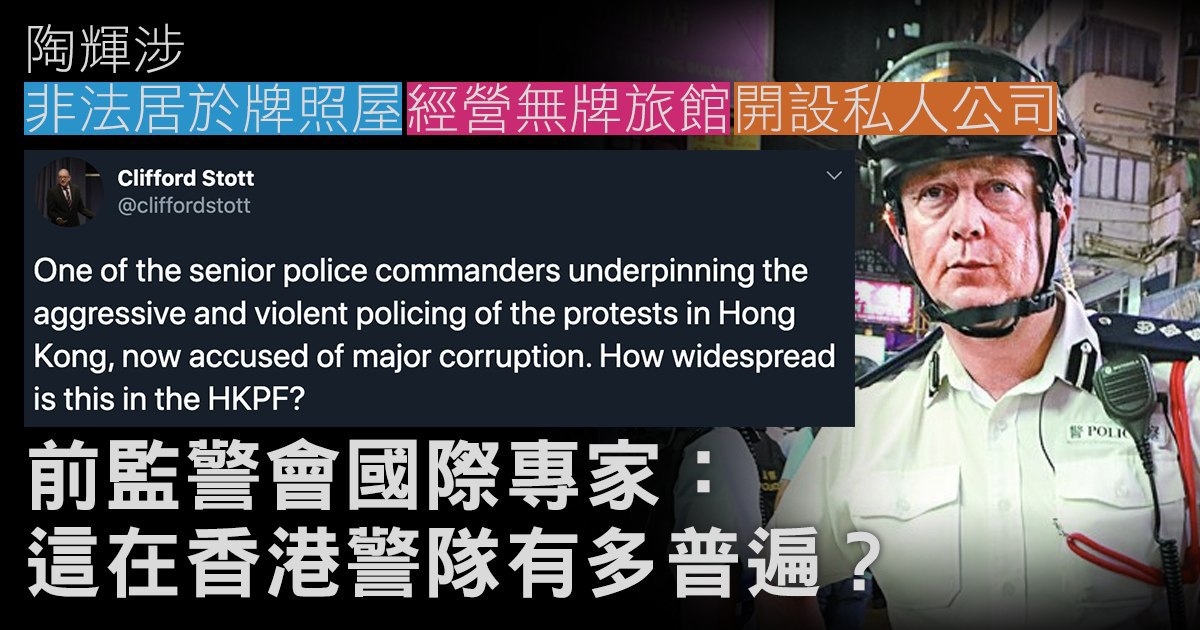 陶輝涉
非法居於牌照屋 經營無牌旅館 開設私人公司
Clifford Stott
@cliffordstott
One of the senior police commanders underpinning the
aggressive and violent policing of the protests in Hong
Kong, now accused of major corruption. How widespread
is this in the HKPF?
前監警會國際專家：
這在香港警隊有多普遍？
警 POLIC 察